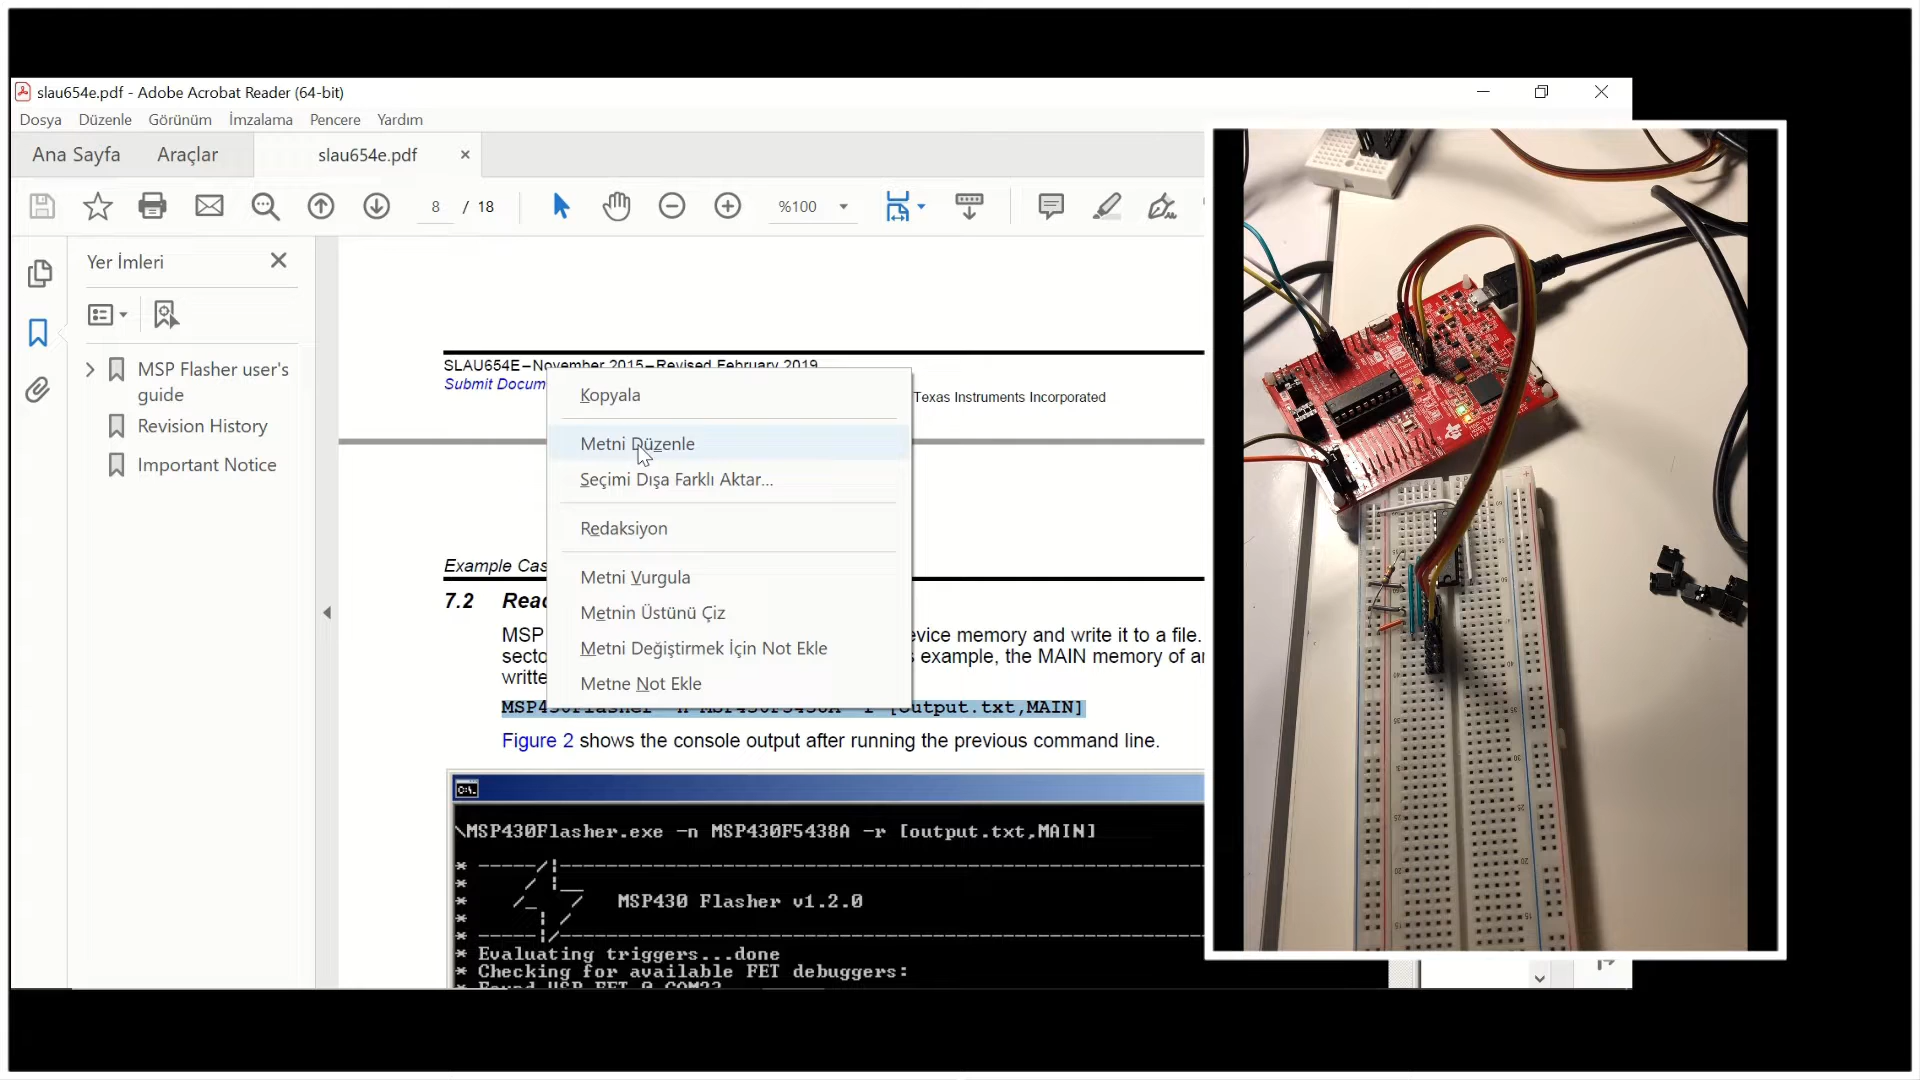 slau654e.pdf - Adobe Acrobat Reader (64-bit)
Dosya Düzenle Görünüm İmzalama Pencere Yardım
Ana Sayfa Araçlar slau654e.pdf
8 / 18 %100
Yer İmleri
MSP Flasher user's
guide
Revision History
Important Notice
SLAU654E–November 2015–Revised February 2019
Submit Docum
Texas Instruments Incorporated
Kopyala
Metni Düzenle
Seçimi Dışa Farklı Aktar...
Redaksiyon
Metni Vurgula
Metnin Üstünü Çiz
Metni Değiştirmek İçin Not Ekle
Metne Not Ekle
Example Cas
7.2 Read
MSP evice memory and write it to a file.
secto s example, the MAIN memory of
writte
MSP430Flasher -n MSP430F5438A -r [output.txt,MAIN]
Figure 2 shows the console output after running the previous command line.
\MSP430Flasher.exe -n MSP430F5438A -r [output.txt,MAIN]
MSP430 Flasher v1.2.0
* Evaluating triggers...done
* Checking for available FET debuggers: